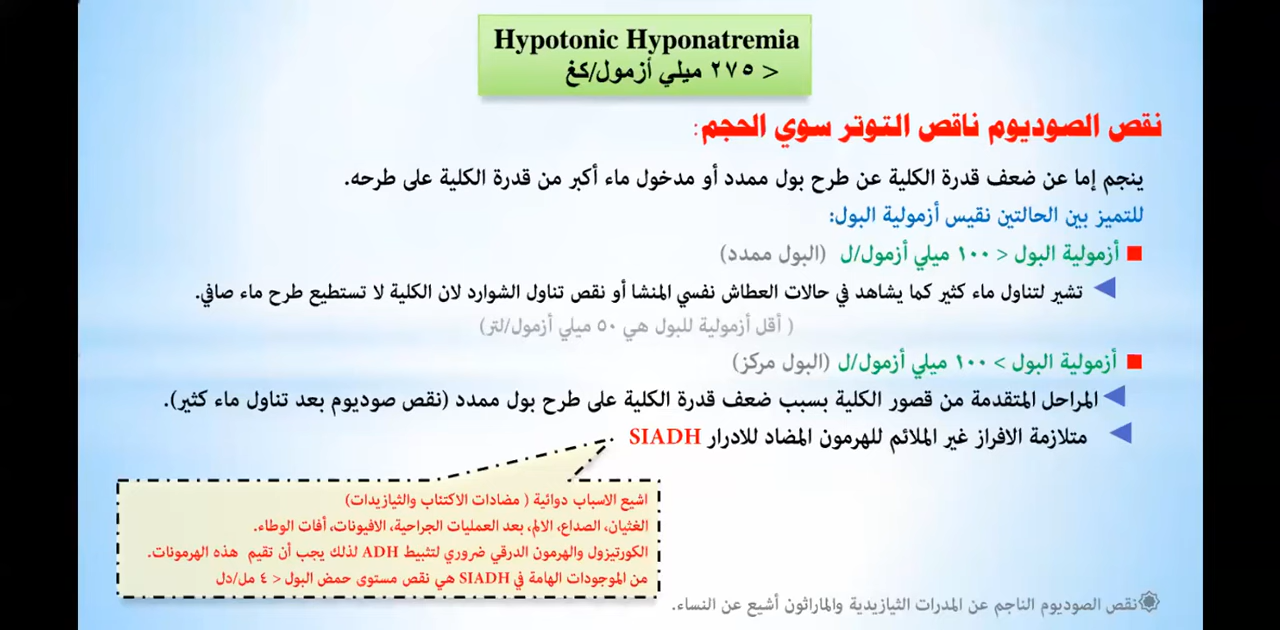 Hypotonic Hyponatremia
< ٢٧٥ ميلي أزمول/كغ
نقص الصوديوم ناقص التوتر سوي الحجم:
ينجم إما عن ضعف قدرة الكلية عن طرح بول ممدد أو مدخول ماء أكبر من قدرة الكلية على طرحه.
للتميز بين الحالتين نقيس أزمولية البول:
أزمولية البول < ١٠٠ ميلي أزمول/ل (البول ممدد)
تشير لتناول ماء كثير كما يشاهد في حالات العطاش نفسي المنشا أو نقص تناول الشوارد لان الكلية لا تستطيع طرح ماء صافي.
( أقل أزمولية للبول هي ٥٠ ميلي أزمول/لتر)
أزمولية البول > ١٠٠ ميلي أزمول/ل (البول مركز)
المراحل المتقدمة من قصور الكلية بسبب ضعف قدرة الكلية على طرح بول ممدد (نقص صوديوم بعد تناول ماء كثير).
متلازمة الافراز غير الملائم للهرمون المضاد للادرار SIADH
اشيع الاسباب دوائية ( مضادات الاكتئاب والثيازيدات)
الغثيان، الصداع، الالم، بعد العمليات الجراحية، الافيونات، أفات الوطاء.
الكورتيزول والهرمون الدرقي ضروري لتثبيط ADH لذلك يجب أن تقيم هذه الهرمونات.
من الموجودات الهامة في SIADH هي نقص مستوى حمض البول < ٤ مل/دل
نقص الصوديوم الناجم عن المدرات الثيازيدية والماراثون أشيع عن النساء.